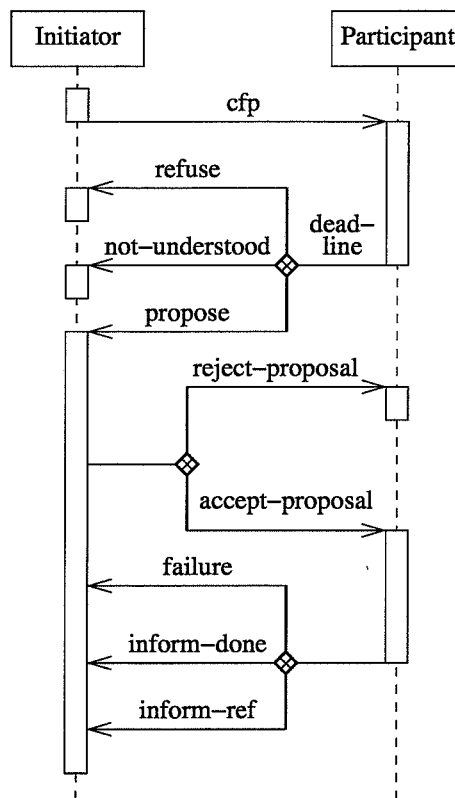 Initiator
Participant
cfp
refuse
dead–
line
not–understood
propose
reject–proposal
accept–proposal
failure
inform–done
inform–ref